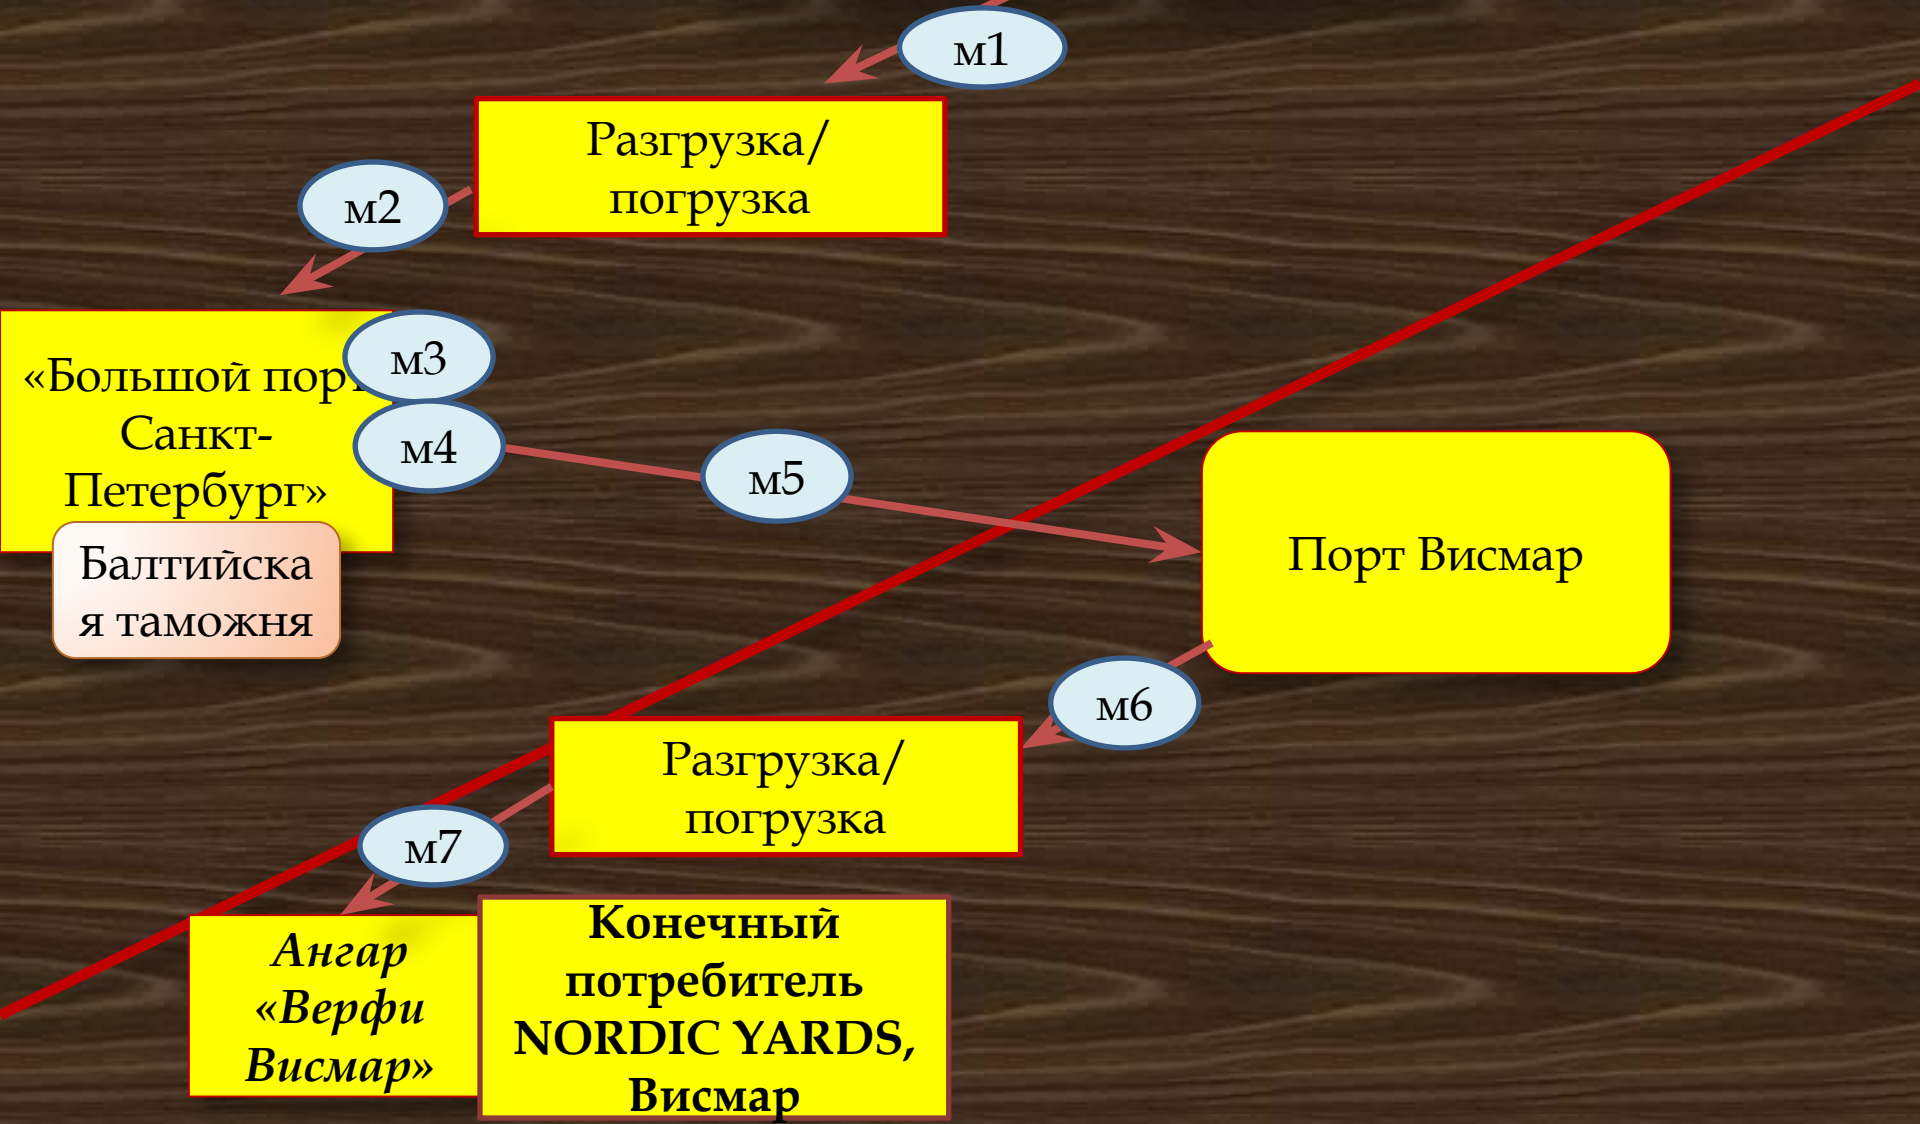 м1
Разгрузка/
погрузка
м2
м3
«Большой порт
Санкт-
Петербург»
м4
м5
Балтийска
я таможня
Порт Висмар
м6
Разгрузка/
погрузка
м7
Ангар
«Верфи
Висмар»
Конечный
потребитель
NORDIC YARDS,
Висмар